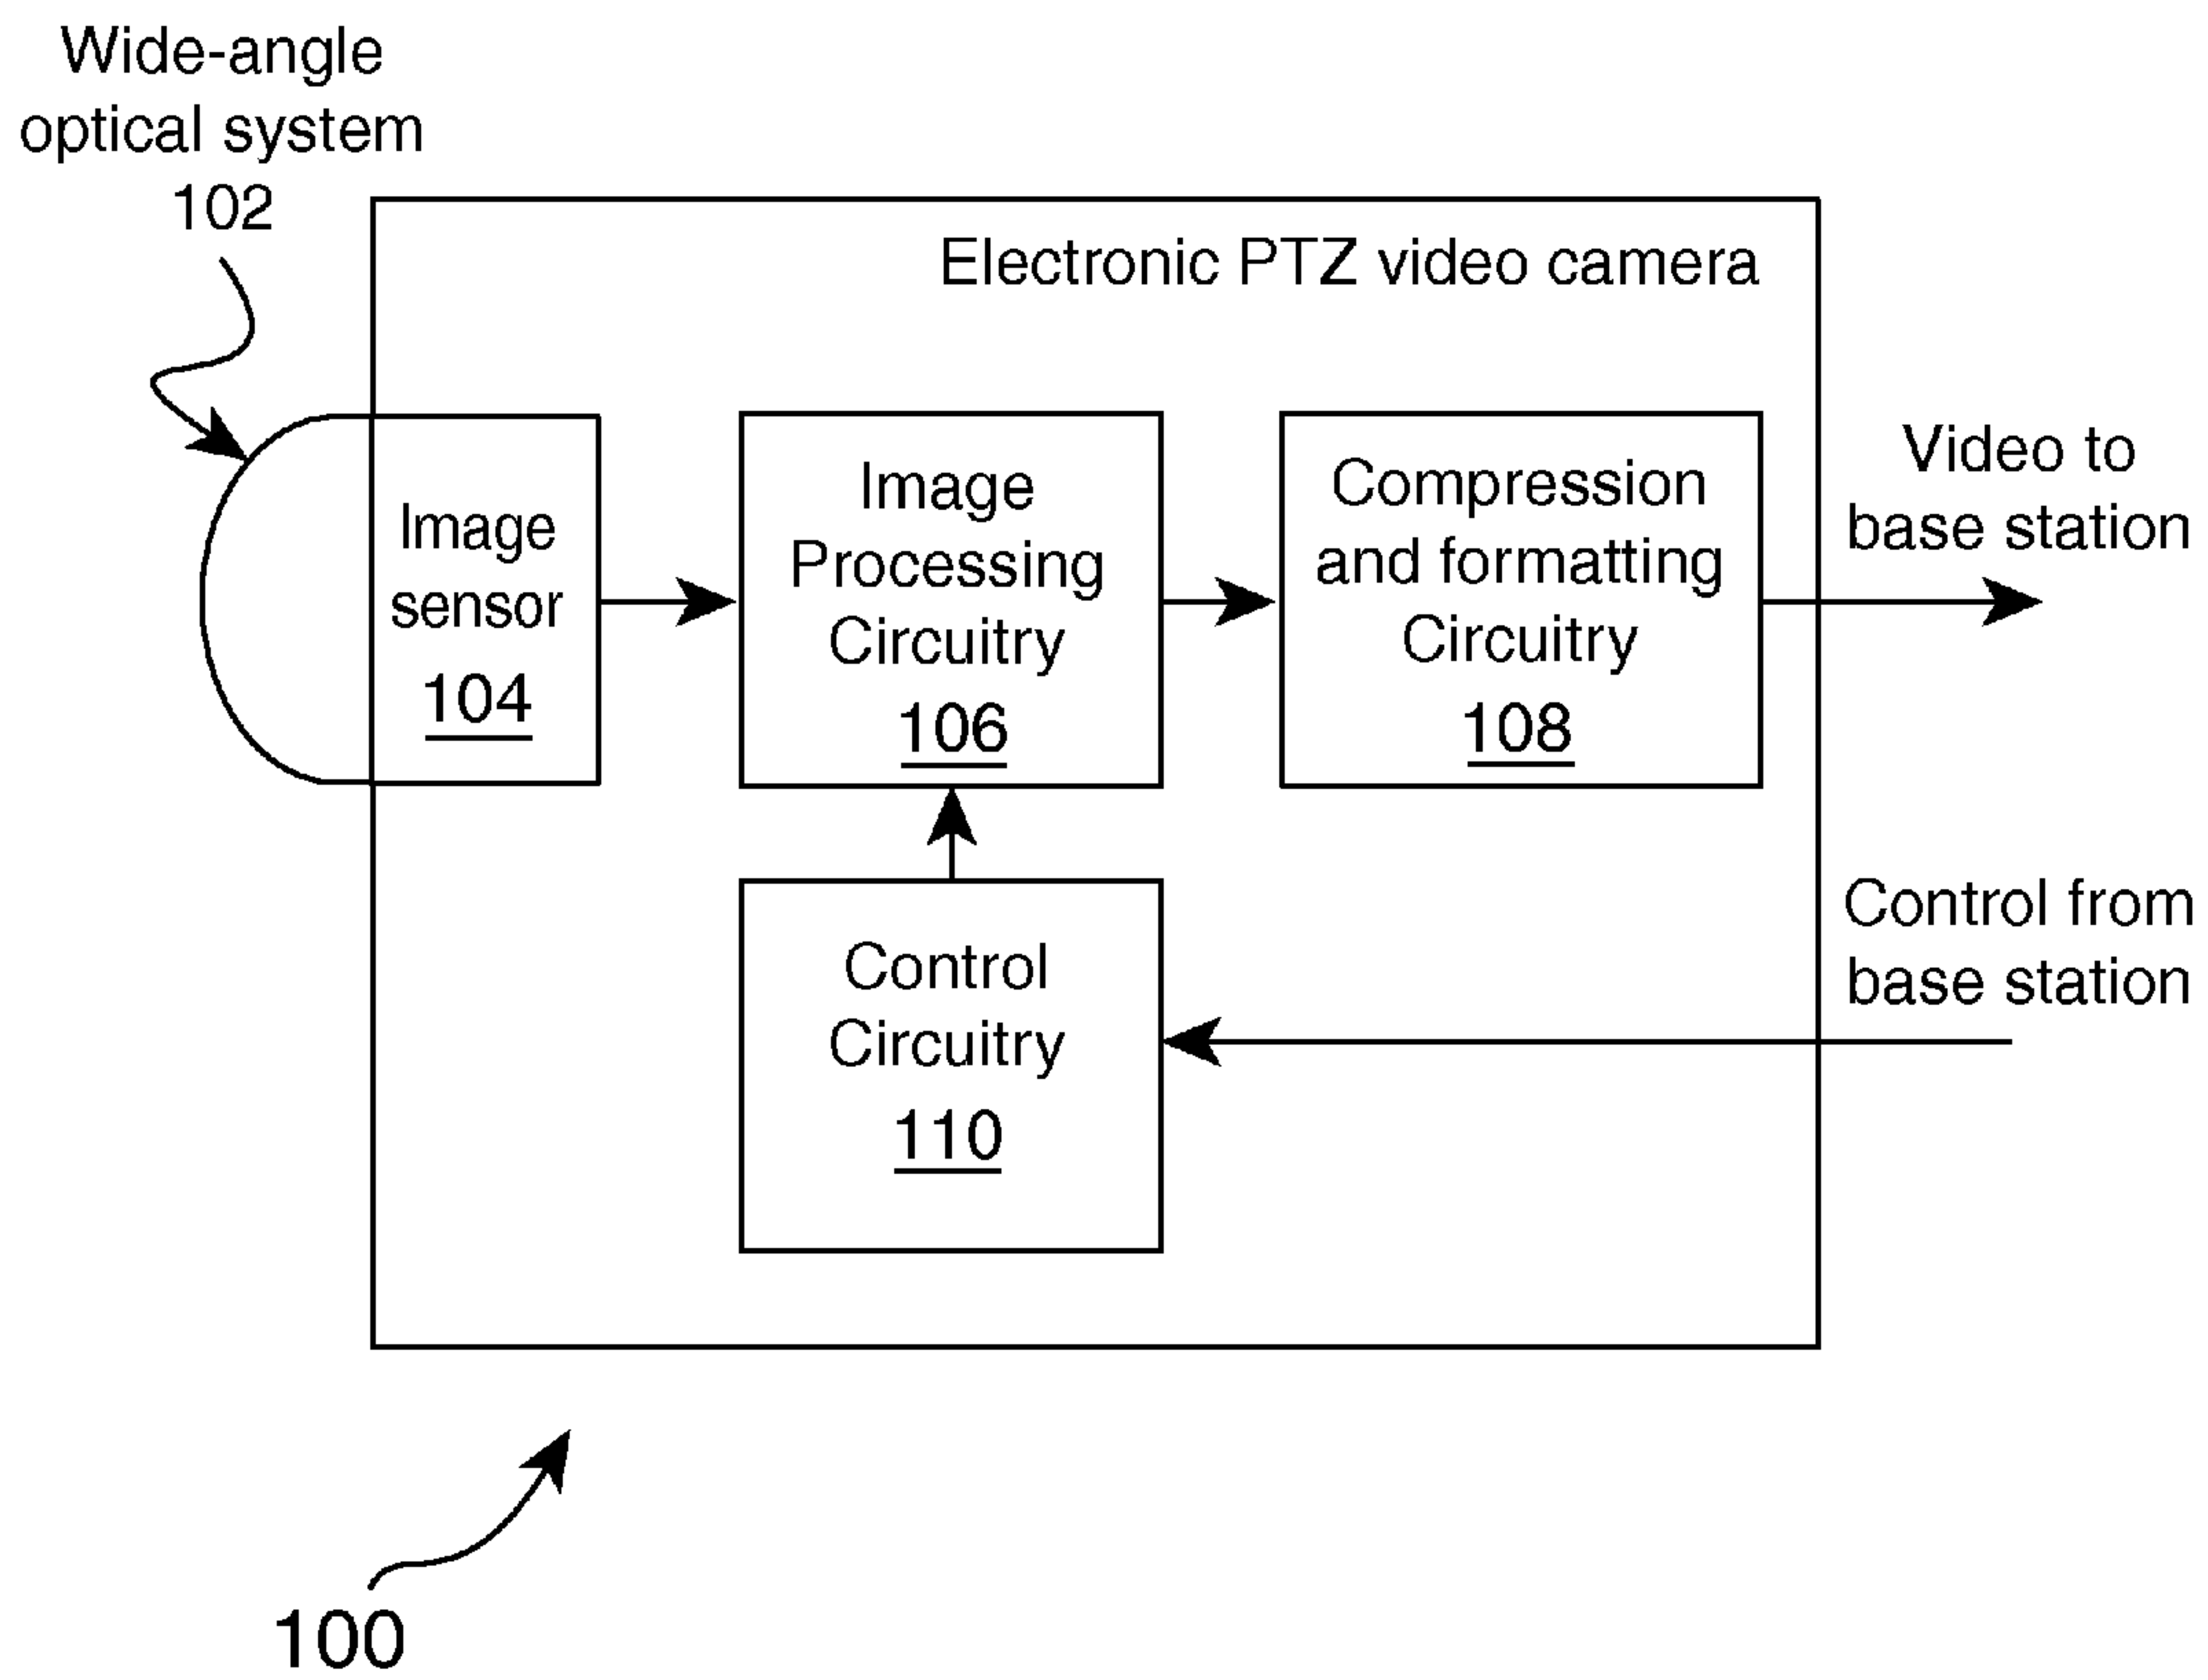 Wide-angle
optical system
102
Electronic PTZ video camera
Image
sensor
104
Image
Processing
Circuitry
106
Compression
and formatting
Circuitry
108
Video to
base station
Control
Circuitry
110
Control from
base station
100